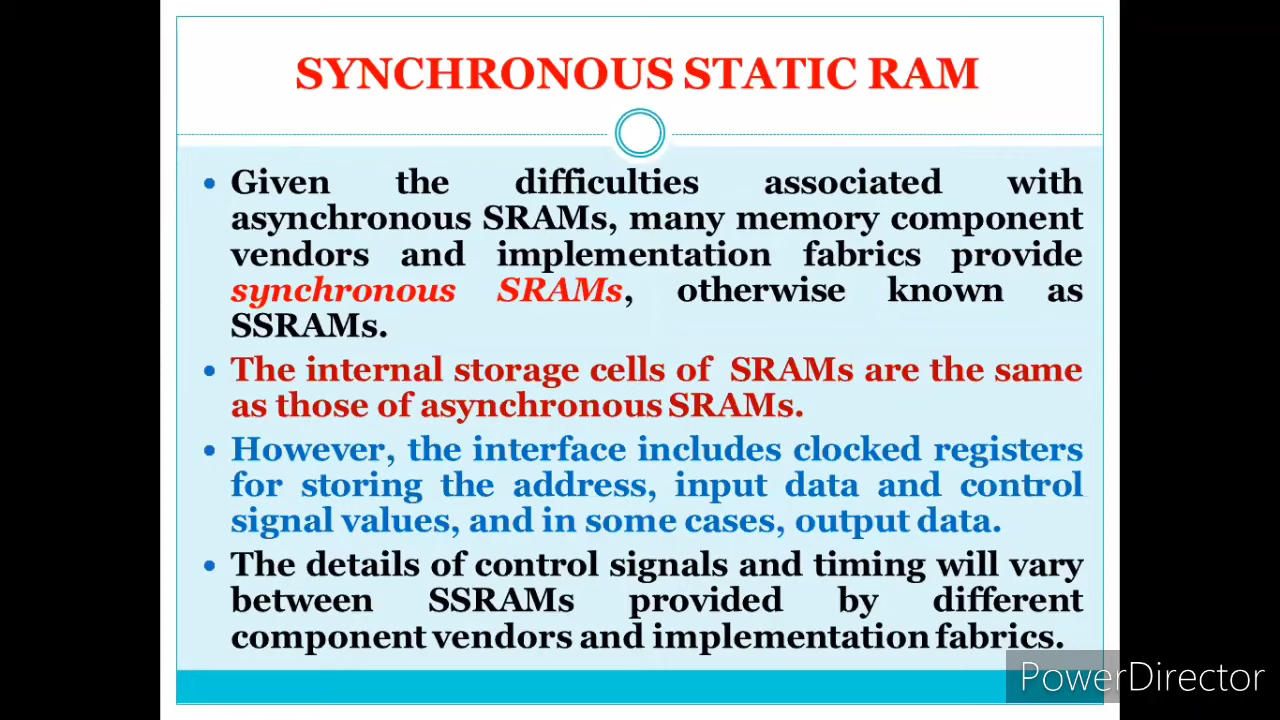 SYNCHRONOUS STATIC RAM
• Given the difficulties associated with
asynchronous SRAMs, many memory component
vendors and implementation fabrics provide
synchronous SRAMs, otherwise known as
SSRAMs.
• The internal storage cells of SRAMs are the same
as those of asynchronous SRAMs.
• However, the interface includes clocked registers
for storing the address, input data and control
signal values, and in some cases, output data.
• The details of control signals and timing will vary
between SSRAMs provided by different
component vendors and implementation fabrics.
PowerDirector